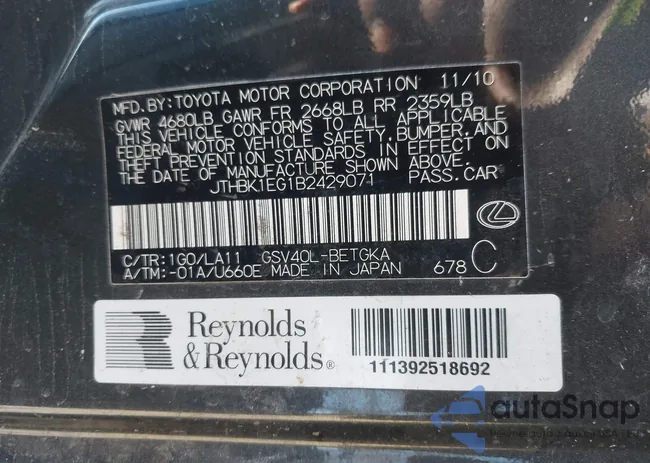 MFD.BY:TOYOTA MOTOR CORPORATION 11/10
GVWR 4680LB GAWR FR 2668LB RR 2359LB
THIS VEHICLE CONFORMS TO ALL APPLICABLE
FEDERAL MOTOR VEHICLE SAFETY,BUMPER,AND
THEFT PREVENTION STANDARDS IN EFFECT ON
THE DATE OF MANUFACTURE SHOWN ABOVE.
JTHBK1EG1B2429071 PASS.CAR
C/TR:1G0/LA11 GSV40L-BETGKA
A/TM:-01A/U660E MADE IN JAPAN 678 C
Reynolds
& Reynolds®
111392518692
autaSnap